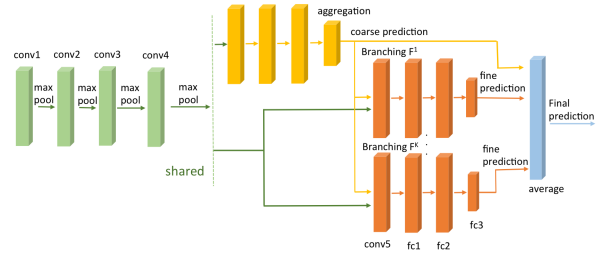 aggregation
coarse prediction
conv1
conv2
conv3
conv4
max
pool
max
pool
max
pool
max
pool
Branching F¹
fine
prediction
Final
prediction
shared
Branching Fᴷ
fine
prediction
average
conv5
fc1
fc2
fc3